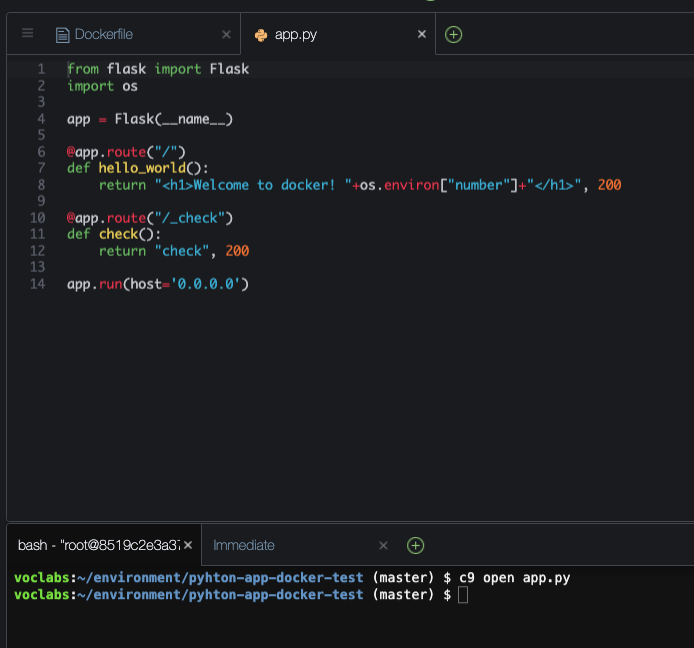 Dockerfile
app.py
1 from flask import Flask
2 import os
3
4 app = Flask(__name__)
5
6 @app.route("/")
7 def hello_world():
8     return "<h1>Welcome to docker! "+os.environ["number"]+"</h1>", 200
9
10 @app.route("/_check")
11 def check():
12     return "check", 200
13
14 app.run(host='0.0.0.0')
bash - "root@8519c2e3a37
Immediate
voclabs:~/environment/pyhton-app-docker-test (master) $ c9 open app.py
voclabs:~/environment/pyhton-app-docker-test (master) $